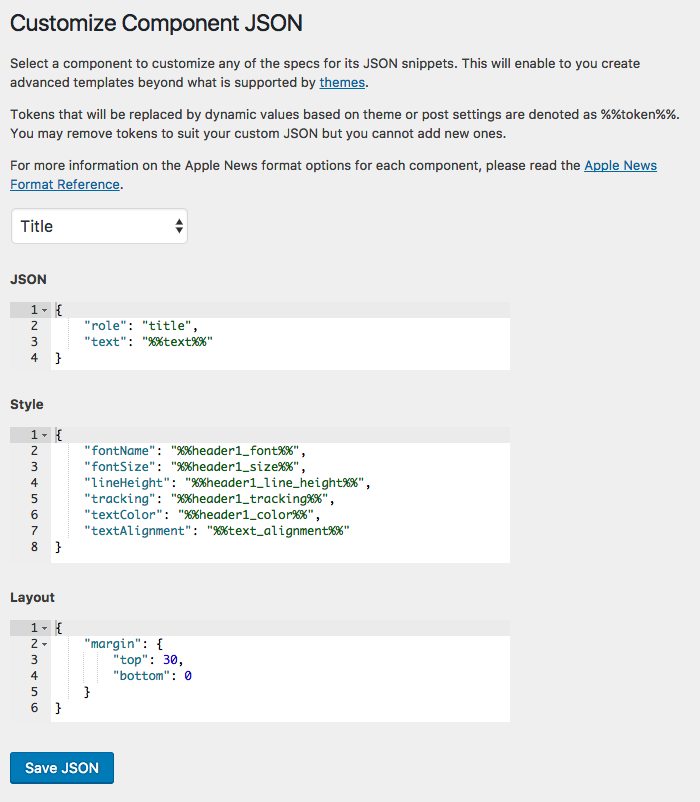 Customize Component JSON
Select a component to customize any of the specs for its JSON snippets. This will enable to you create
advanced templates beyond what is supported by themes.
Tokens that will be replaced by dynamic values based on theme or post settings are denoted as %%token%%.
You may remove tokens to suit your custom JSON but you cannot add new ones.
For more information on the Apple News format options for each component, please read the Apple News
Format Reference.
Title
JSON
1 {
2 "role": "title",
3 "text": "%%text%%"
4 }
Style
1 {
2 "fontName": "%%header1_font%%",
3 "fontSize": "%%header1_size%%",
4 "lineHeight": "%%header1_line_height%%",
5 "tracking": "%%header1_tracking%%",
6 "textColor": "%%header1_color%%",
7 "textAlignment": "%%text_alignment%%"
8 }
Layout
1 {
2 "margin": {
3 "top": 30,
4 "bottom": 0
5 }
6 }
Save JSON